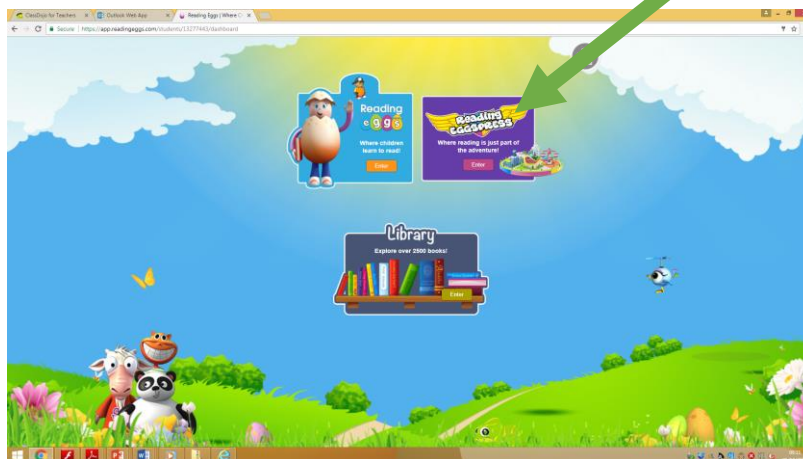 ClassDojo for Teachers
Outlook Web App
Reading Eggs | Where C
Secure | https://app.readingeggs.com/students/13277443/dashboard
Reading
eggs
Where children
learn to read!
Enter
Reading
EGGSPRESS
Where reading is just part of
the adventure!
Enter
Library
Explore over 2500 books!
Enter